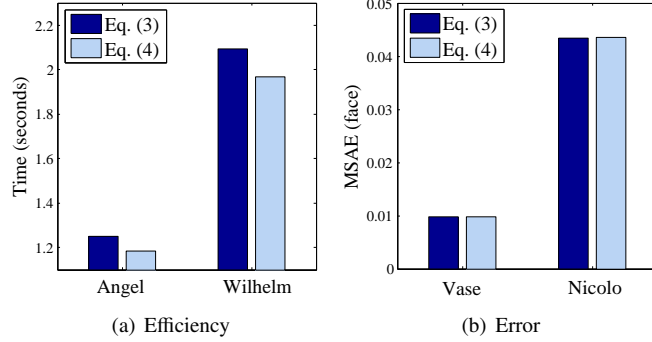 2.2
2
1.8
1.6
1.4
1.2
Time (seconds)
Eq. (3)
Eq. (4)
Angel Wilhelm
(a) Efficiency
0.05
0.04
0.03
0.02
0.01
0
MSAE (face)
Eq. (3)
Eq. (4)
Vase Nicolo
(b) Error